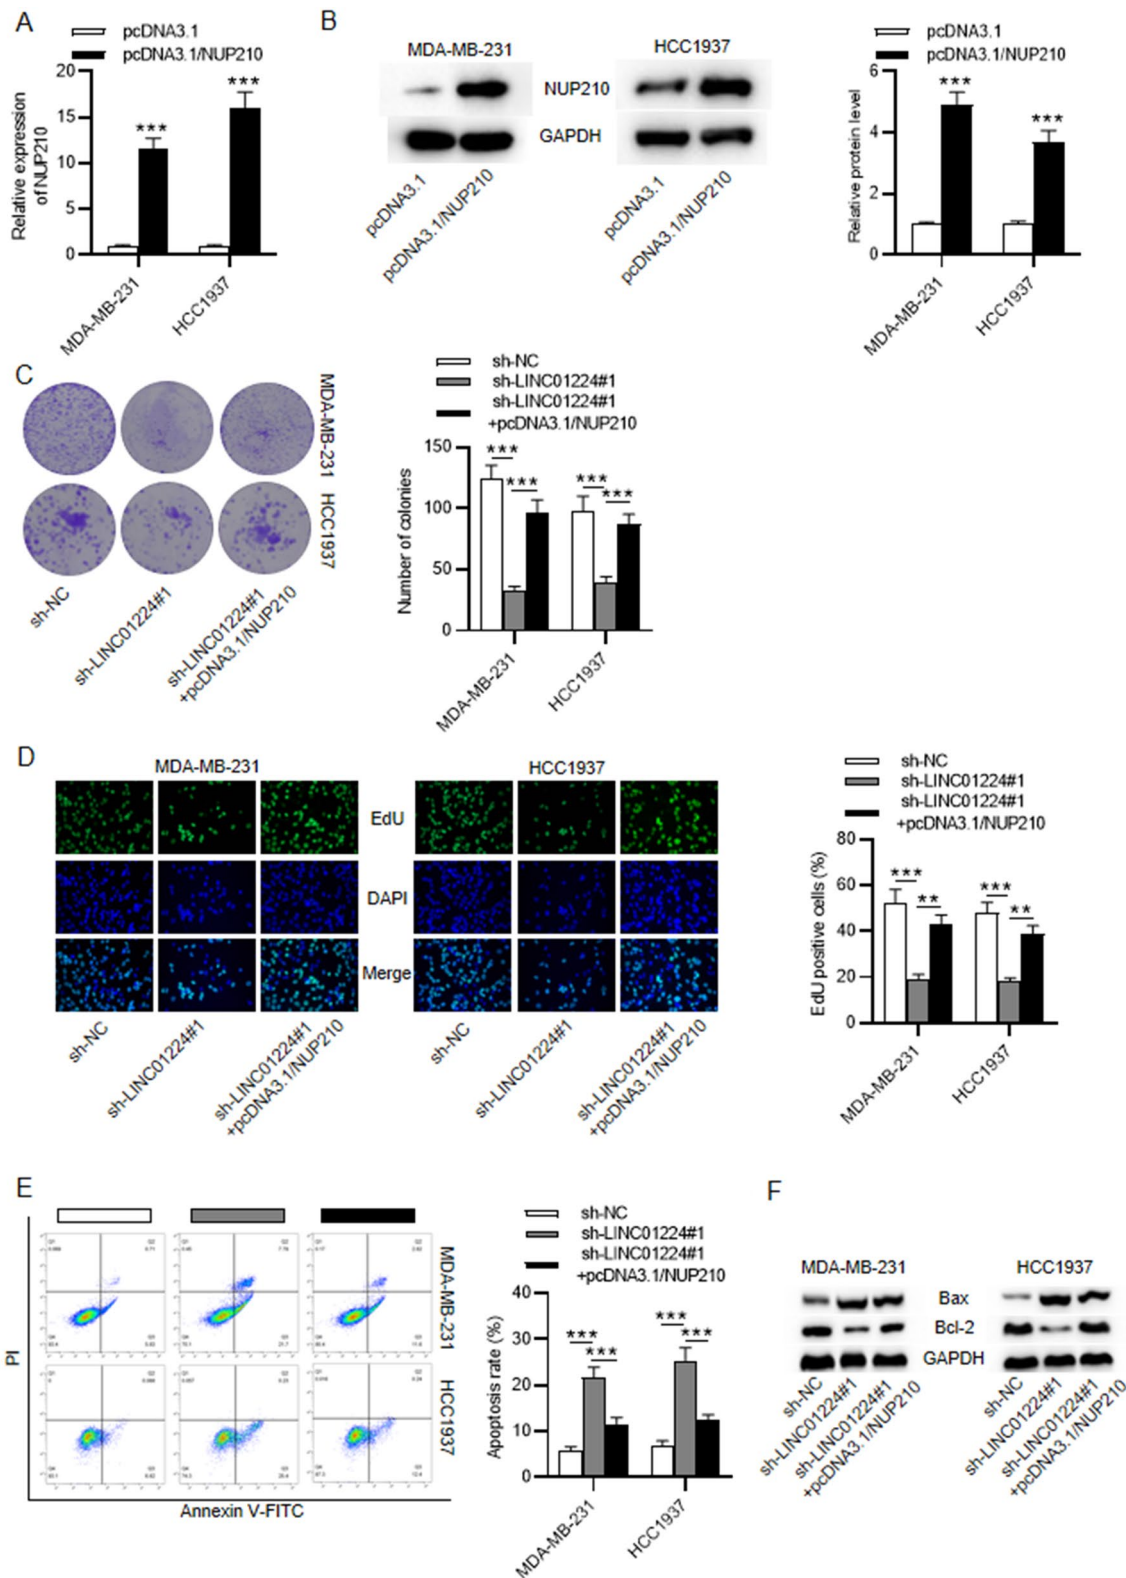 A
pcDNA3.1
pcDNA3.1/NUP210
Relative expression
of NUP210
20
15
10
5
0
***
***
MDA-MB-231
HCC1937
B
MDA-MB-231
HCC1937
NUP210
GAPDH
pcDNA3.1
pcDNA3.1/NUP210
pcDNA3.1
pcDNA3.1/NUP210
pcDNA3.1
pcDNA3.1/NUP210
Relative protein level
6
4
2
0
***
***
MDA-MB-231
HCC1937
C
MDA-MB-231
HCC1937
sh-NC
sh-LINC01224#1
sh-LINC01224#1
+pcDNA3.1/NUP210
sh-NC
sh-LINC01224#1
sh-LINC01224#1
+pcDNA3.1/NUP210
Number of colonies
150
100
50
0
***
***
***
***
MDA-MB-231
HCC1937
D
MDA-MB-231
HCC1937
EdU
DAPI
Merge
sh-NC
sh-LINC01224#1
sh-LINC01224#1
+pcDNA3.1/NUP210
sh-NC
sh-LINC01224#1
sh-LINC01224#1
+pcDNA3.1/NUP210
sh-NC
sh-LINC01224#1
sh-LINC01224#1
+pcDNA3.1/NUP210
EdU positive cells (%)
80
60
40
20
0
***
**
***
**
MDA-MB-231
HCC1937
E
PI
Annexin V-FITC
MDA-MB-231
HCC1937
sh-NC
sh-LINC01224#1
sh-LINC01224#1
+pcDNA3.1/NUP210
Apoptosis rate (%)
40
30
20
10
0
***
***
***
***
MDA-MB-231
HCC1937
F
MDA-MB-231
HCC1937
Bax
Bcl-2
GAPDH
sh-NC
sh-LINC01224#1
sh-LINC01224#1
+pcDNA3.1/NUP210
sh-NC
sh-LINC01224#1
sh-LINC01224#1
+pcDNA3.1/NUP210